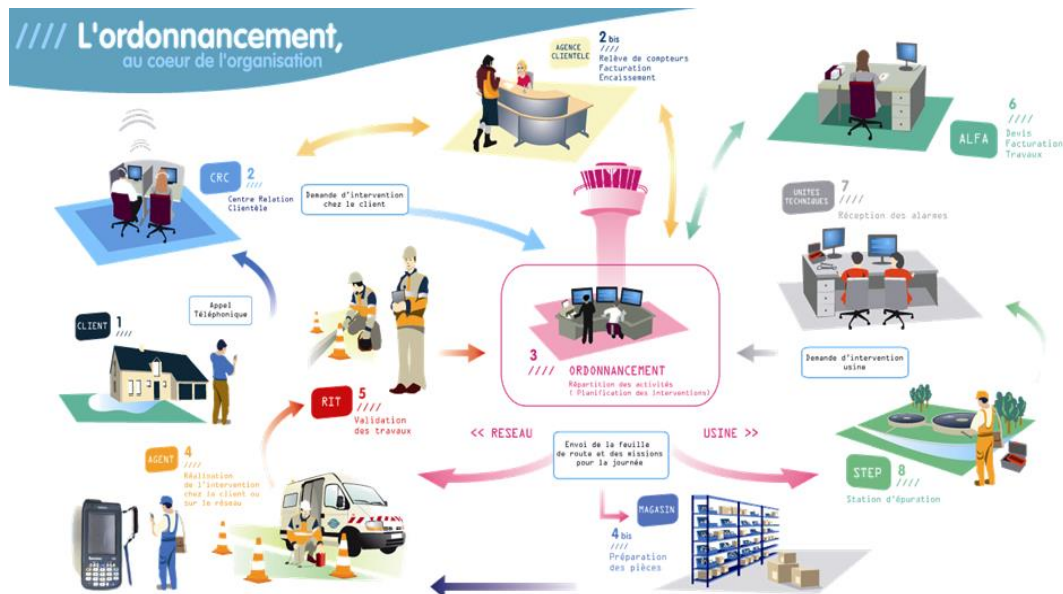 //// L'ordonnancement,
au coeur de l'organisation
AGENCE
CLIENTELE
2 bis
////
Relève de compteurs
Facturation
Encaissement
ALFA
6
////
Devis
Facturation
Travaux
CRC
2
////
Centre Relation
Clientèle
Demande d'intervention
chez le client
UNITES
TECHNIQUES
7
////
Réception des alarmes
Appel
Téléphonique
CLIENT
1
////
3
////
ORDONNANCEMENT
Répartition des activités
( Planification des interventions)
Demande d'intervention
usine
RIT
5
////
Validation
des travaux
<< RESEAU
USINE >>
Envoi de la feuille
de route et des missions
pour la journée
AGENT
4
////
Réalisation
de l'intervention
chez la client ou
sur le réseau
STEP
8
////
Station d'épuration
MAGASIN
4 bis
////
Préparation
des pièces